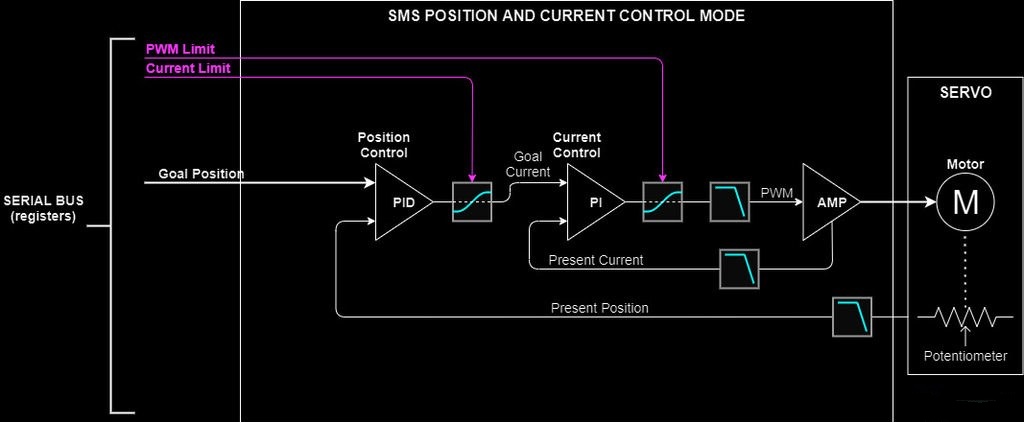 SMS POSITION AND CURRENT CONTROL MODE
PWM Limit
Current Limit
SERVO
Position
Control
Current
Control
Goal
Current
Motor
Goal Position
SERIAL BUS
(registers)
PID
PI
PWM
AMP
M
Present Current
Present Position
Potentiometer